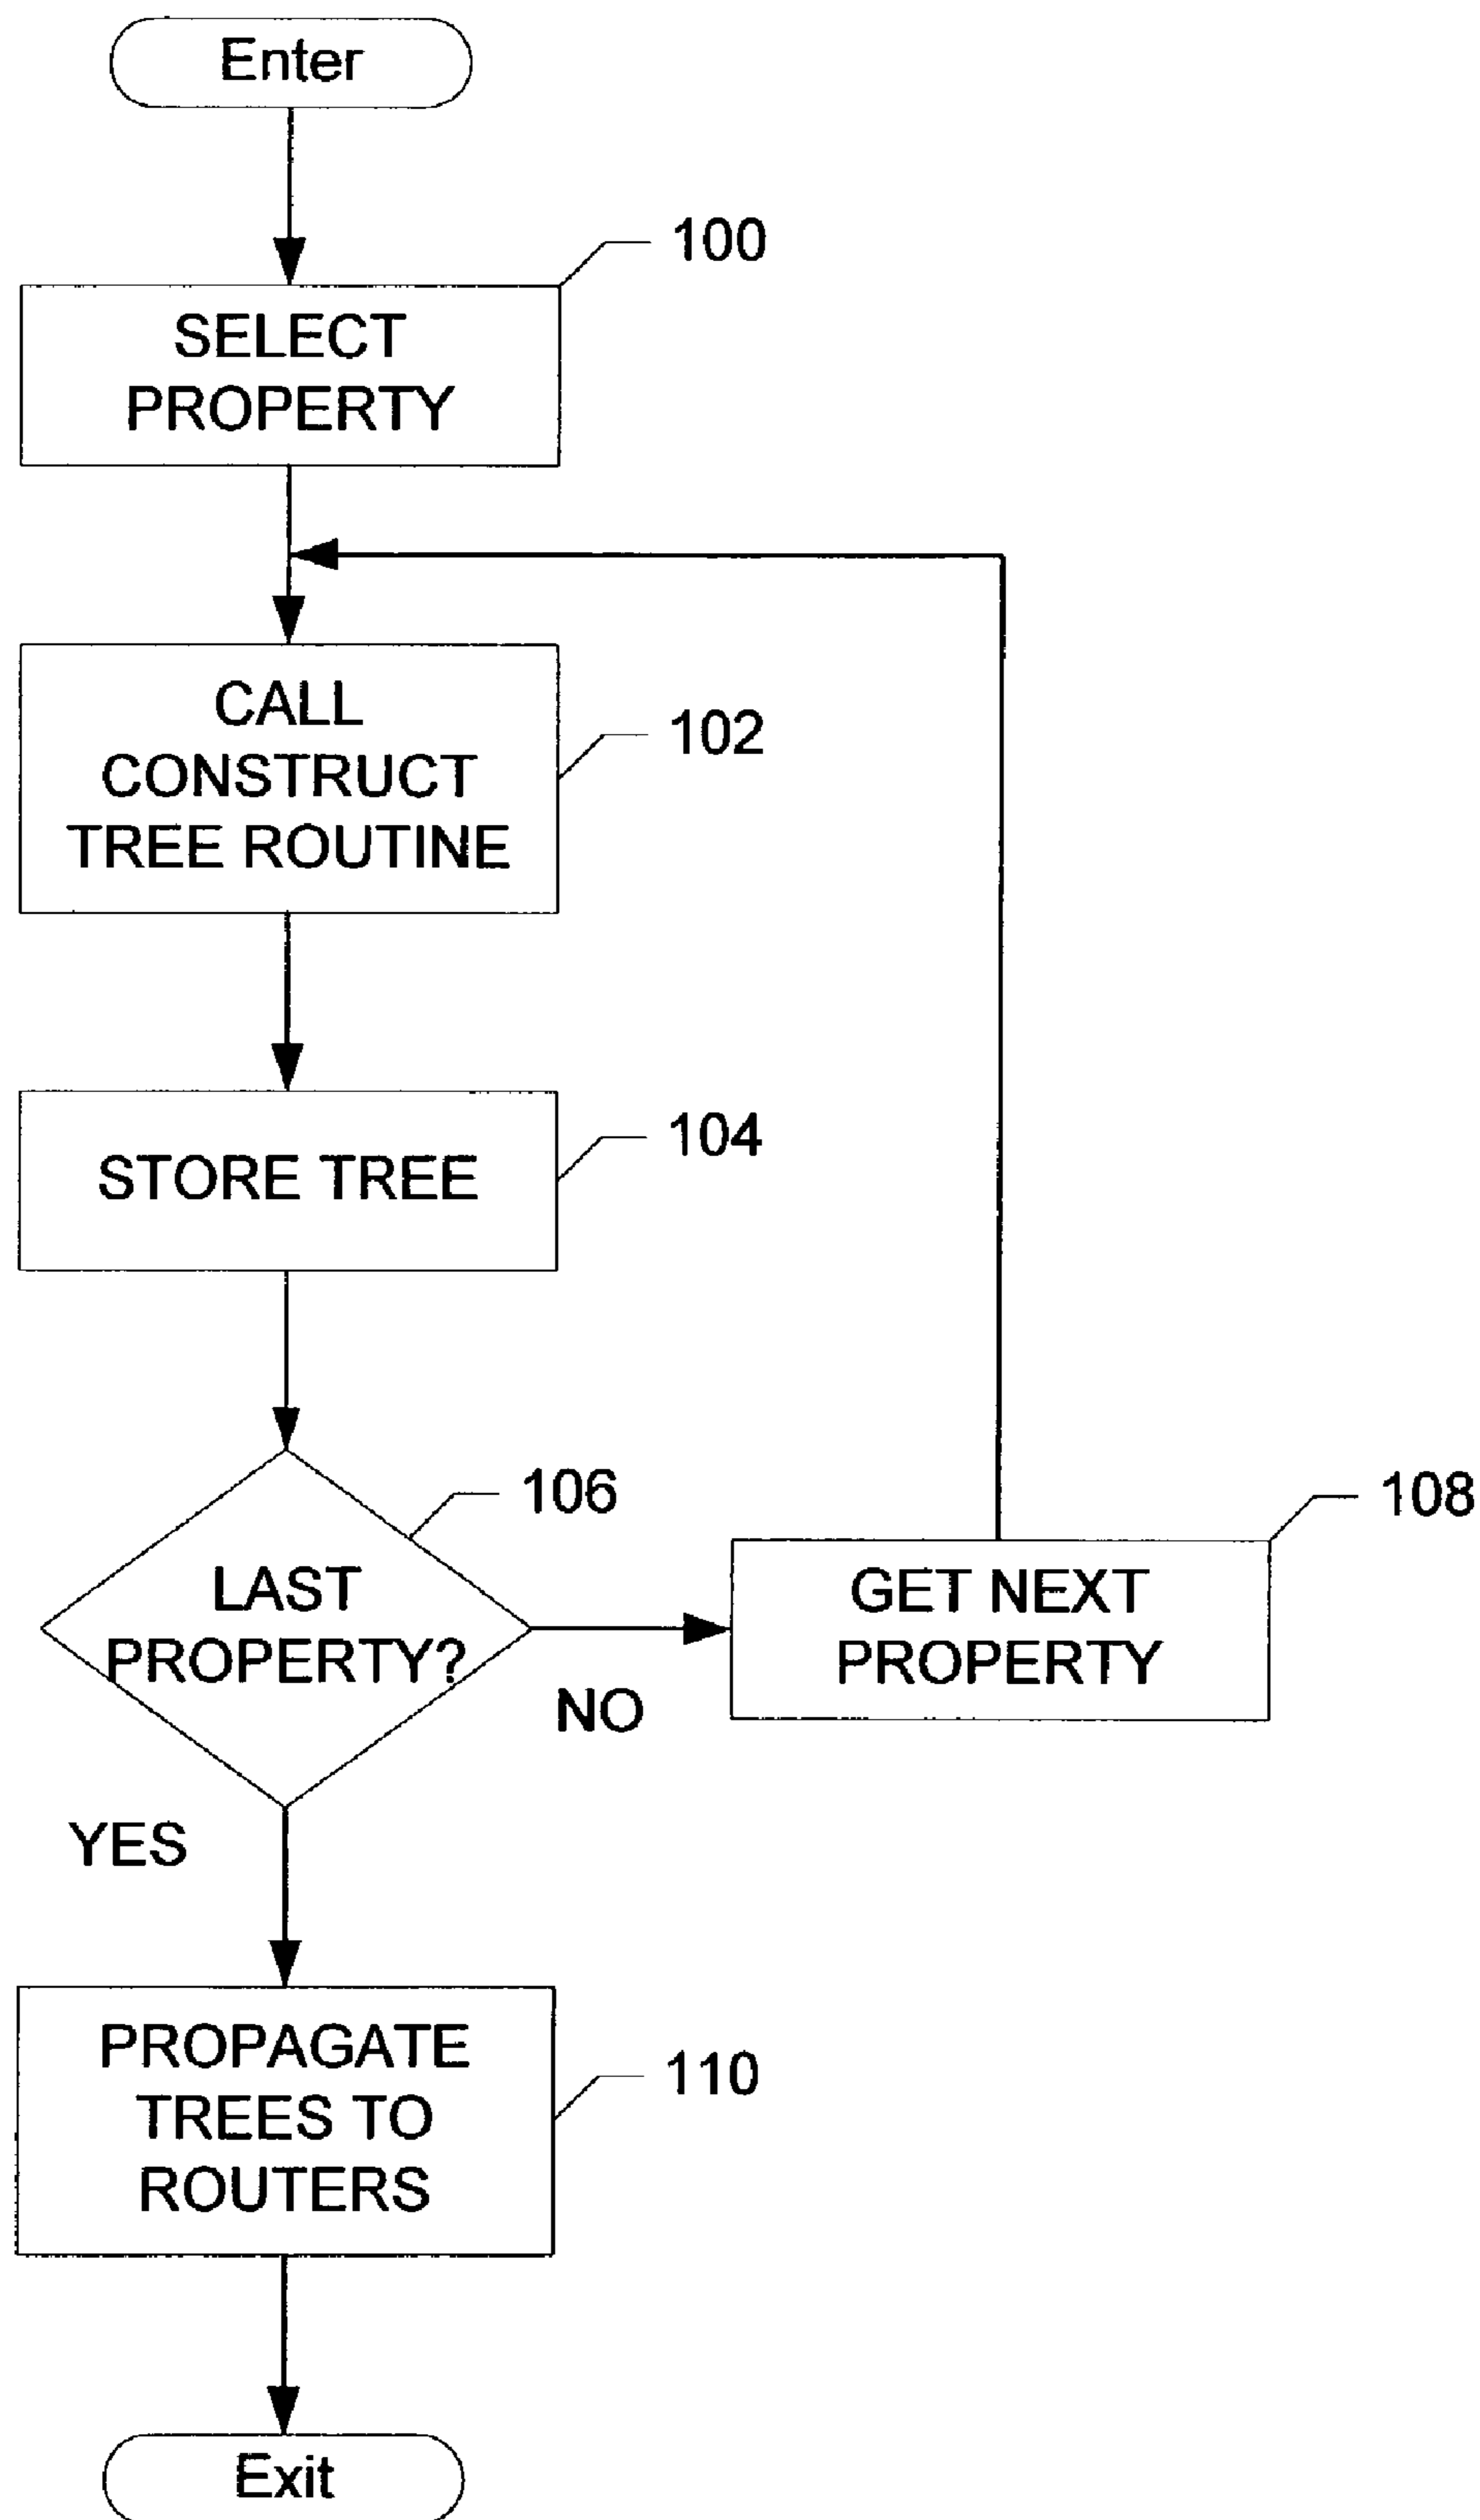 Enter
100
SELECT
PROPERTY
CALL
CONSTRUCT
TREE ROUTINE
102
STORE TREE
104
106
LAST
PROPERTY?
NO
108
GET NEXT
PROPERTY
YES
PROPAGATE
TREES TO
ROUTERS
110
Exit